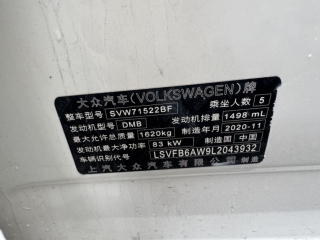 大众汽车(VOLKSWAGEN)牌
整车型号 SVW71522BF 乘坐人数 5
发动机型号 DMB 发动机排量 1498 mL
最大允许总质量 1620kg 制造年月 2020-11
发动机最大净功率 83 kW 制造国 中国
车辆识别代号 LSVFB6AW9L2043932
上汽大众汽车有限公司 制造